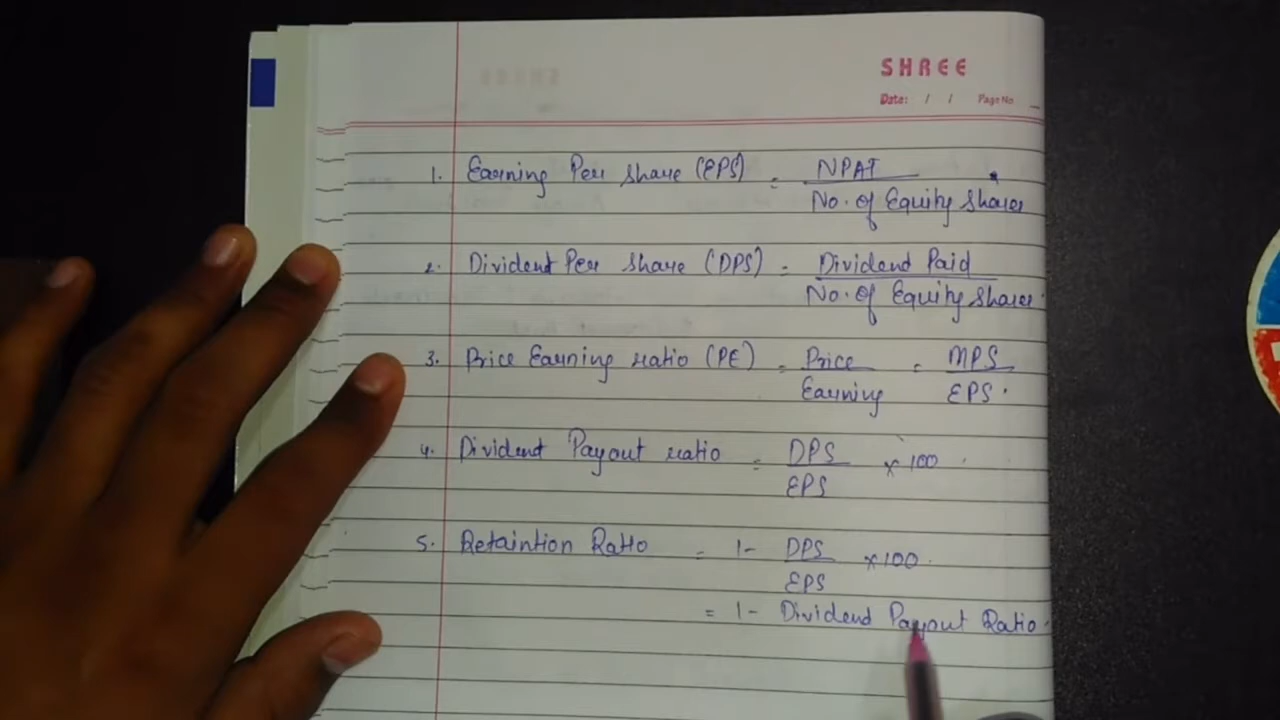 SHREE
Date: / / Page No
1. Earning Per Share (EPS) = NPAT / No. of Equity Shares
2. Divident Per Share (DPS) = Dividend Paid / No. of Equity Shares
3. Price Earning ratio (PE) = Price / Earning = MPS / EPS.
4. Dividend Payout ratio = DPS / EPS × 100
5. Retaintion Ratio = 1 - DPS / EPS × 100
= 1 - Dividend Payout Ratio.